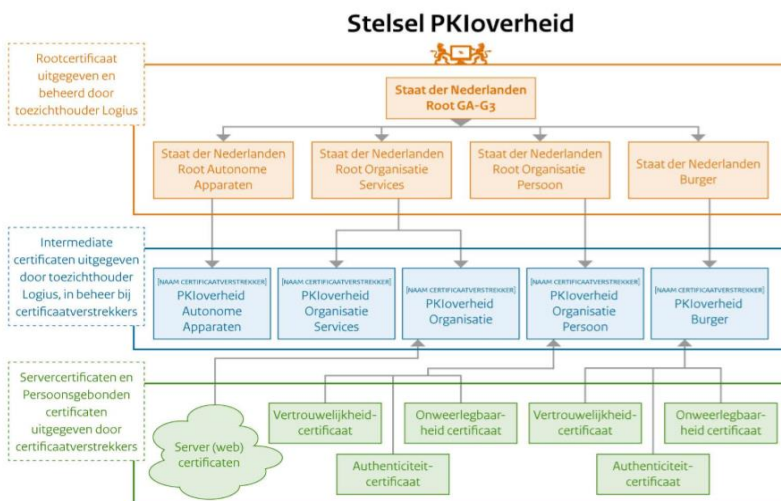 Stelsel PKIoverheid
Rootcertificaat
uitgegeven en
beheerd door
toezichthouder Logius
Staat der Nederlanden
Root GA-G3
Staat der Nederlanden
Root Autonome
Apparaten
Staat der Nederlanden
Root Organisatie
Services
Staat der Nederlanden
Root Organisatie
Persoon
Staat der Nederlanden
Burger
Intermediate
certificaten uitgegeven
door toezichthouder
Logius, in beheer bij
certificaatverstrekkers
[NAAM CERTIFICAATVERSTREKKER]
PKIoverheid
Autonome
Apparaten
[NAAM CERTIFICAATVERSTREKKER]
PKIoverheid
Organisatie
Services
[NAAM CERTIFICAATVERSTREKKER]
PKIoverheid
Organisatie
[NAAM CERTIFICAATVERSTREKKER]
PKIoverheid
Organisatie
Persoon
[NAAM CERTIFICAATVERSTREKKER]
PKIoverheid
Burger
Servercertificaten en
Persoonsgebonden
certificaten
uitgegeven door
certificaatverstrekkers
Server (web)
certificaten
Vertrouwelijkheid-
certificaat
Onweerlegbaar-
heid certificaat
Authenticiteit-
certificaat
Vertrouwelijkheid-
certificaat
Onweerlegbaar-
heid certificaat
Authenticiteit-
certificaat